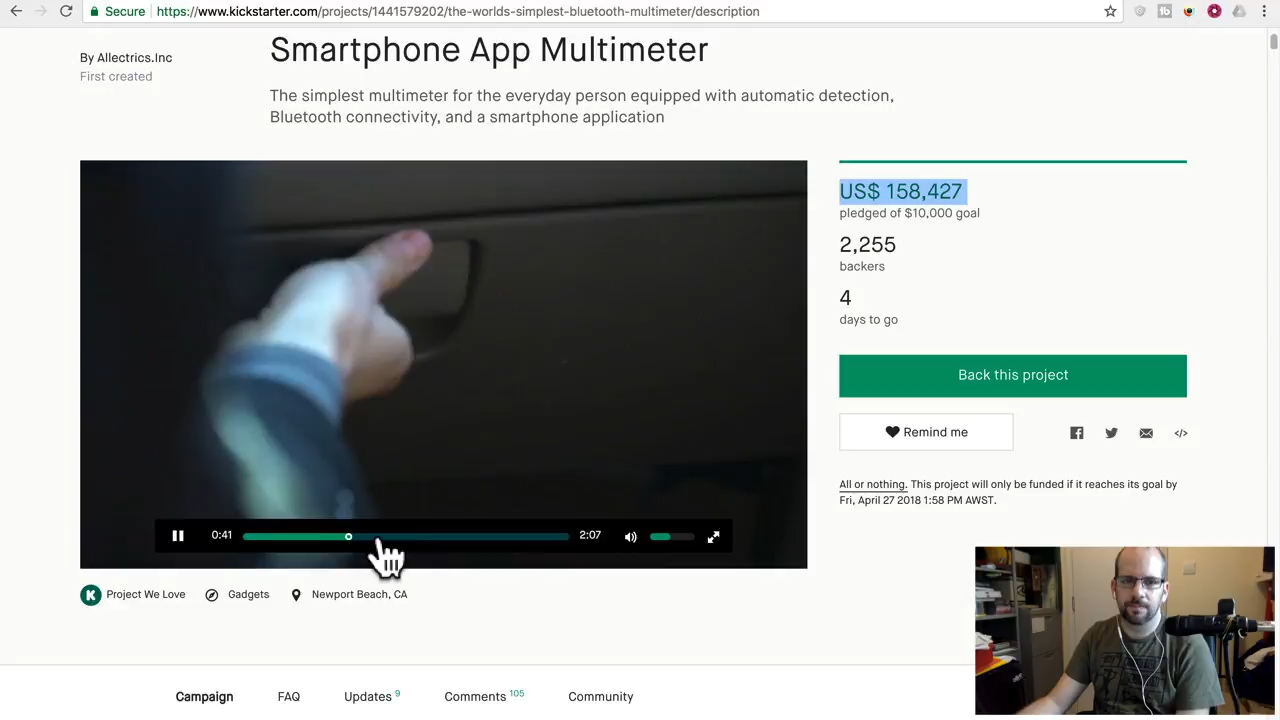 Secure
https://www.kickstarter.com/projects/1441579202/the-worlds-simplest-bluetooth-multimeter/description
By Allectrics.Inc
First created
Smartphone App Multimeter
The simplest multimeter for the everyday person equipped with automatic detection,
Bluetooth connectivity, and a smartphone application
US$ 158,427
pledged of $10,000 goal
2,255
backers
4
days to go
Back this project
Remind me
All or nothing. This project will only be funded if it reaches its goal by
Fri, April 27 2018 1:58 PM AWST.
0:41
2:07
Project We Love
Gadgets
Newport Beach, CA
Campaign
FAQ
Updates 9
Comments 105
Community